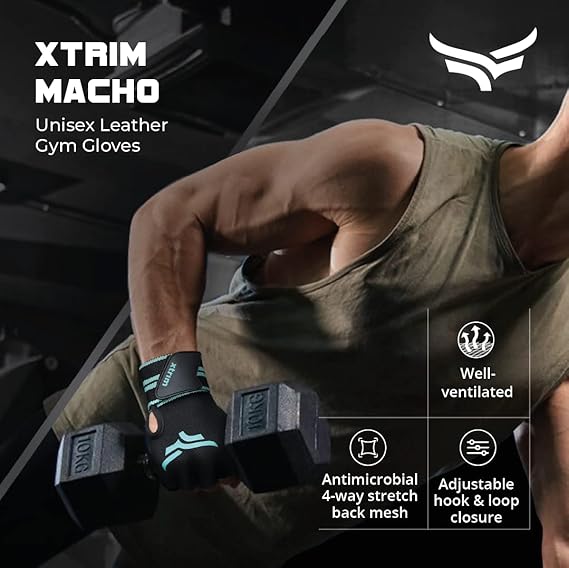 XTRIM
MACHO
Unisex Leather
Gym Gloves
Well-
ventilated
Antimicrobial
4-way stretch
back mesh
Adjustable
hook & loop
closure
xtrim
10KG
10KG